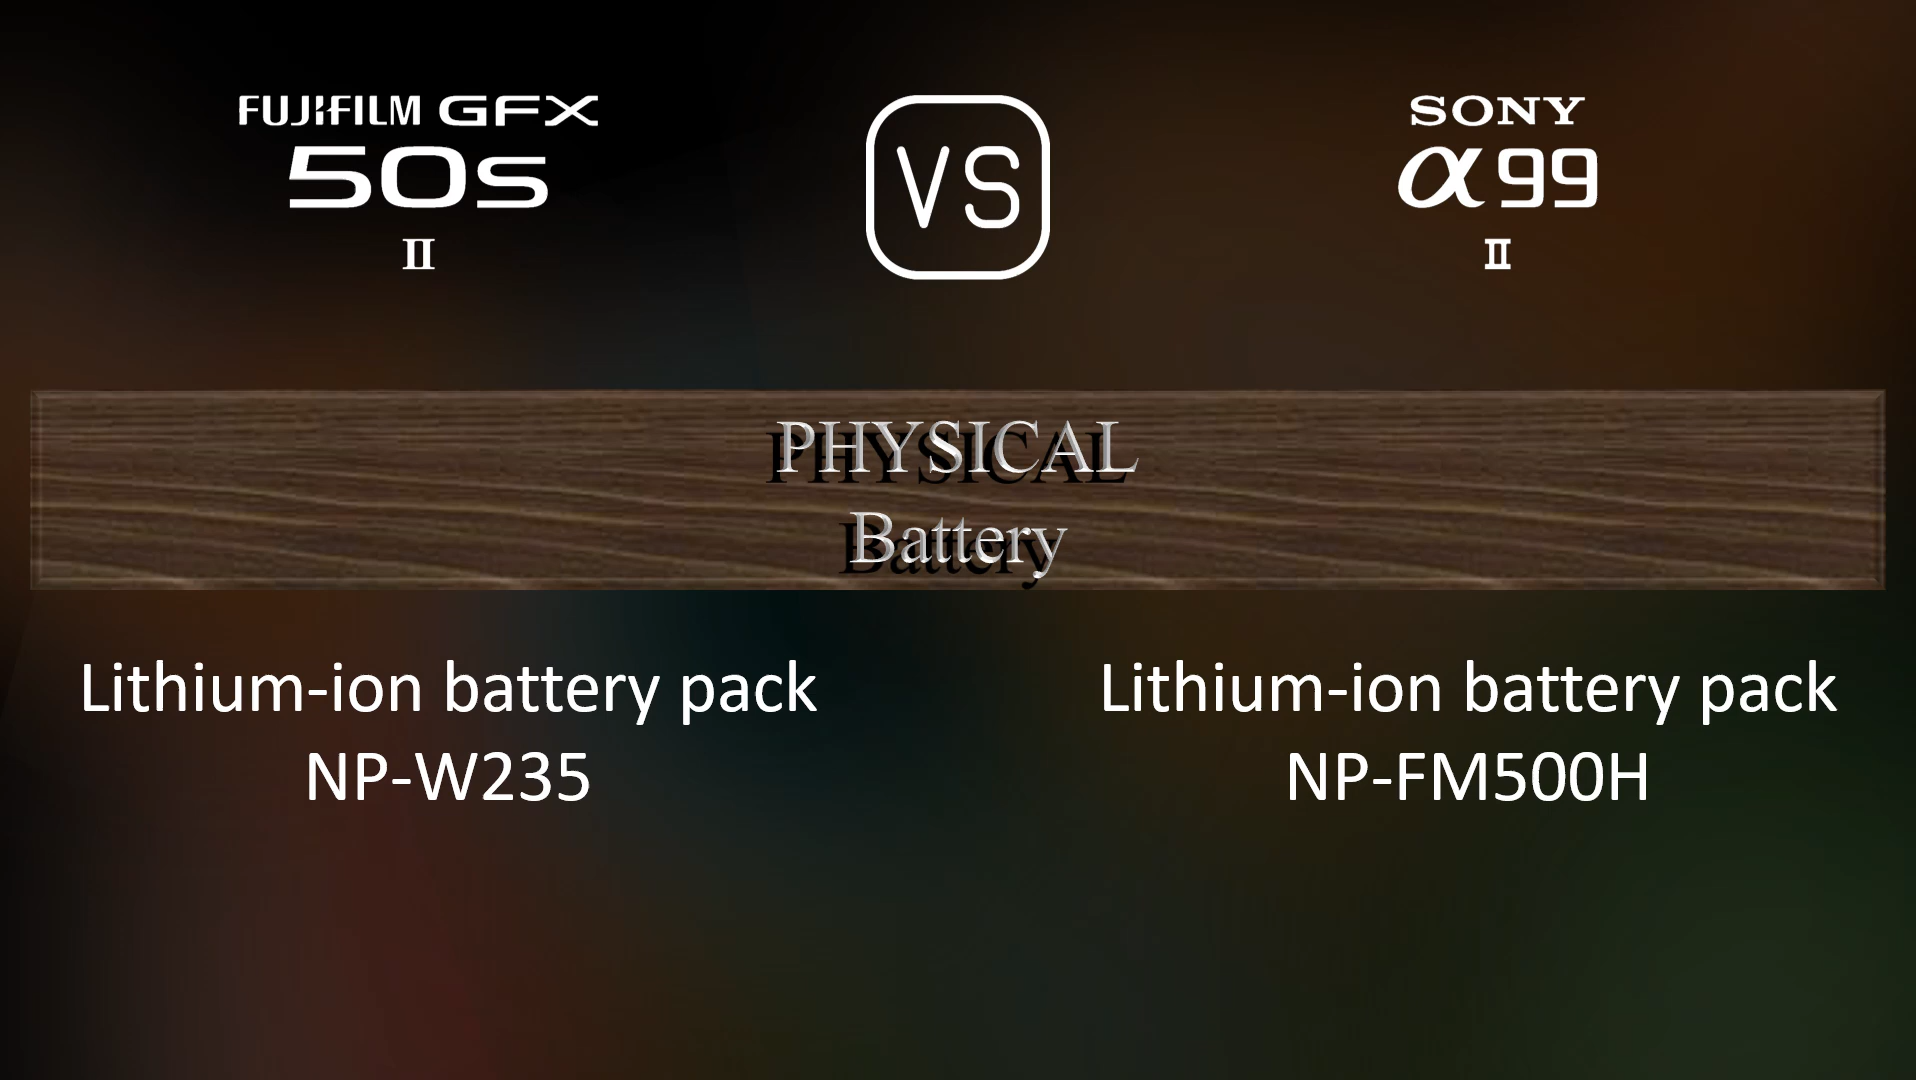 FUJIFILM GFX
50s
II
VS
SONY
α99
II
PHYSICAL
Battery
Lithium-ion battery pack
NP-W235
Lithium-ion battery pack
NP-FM500H